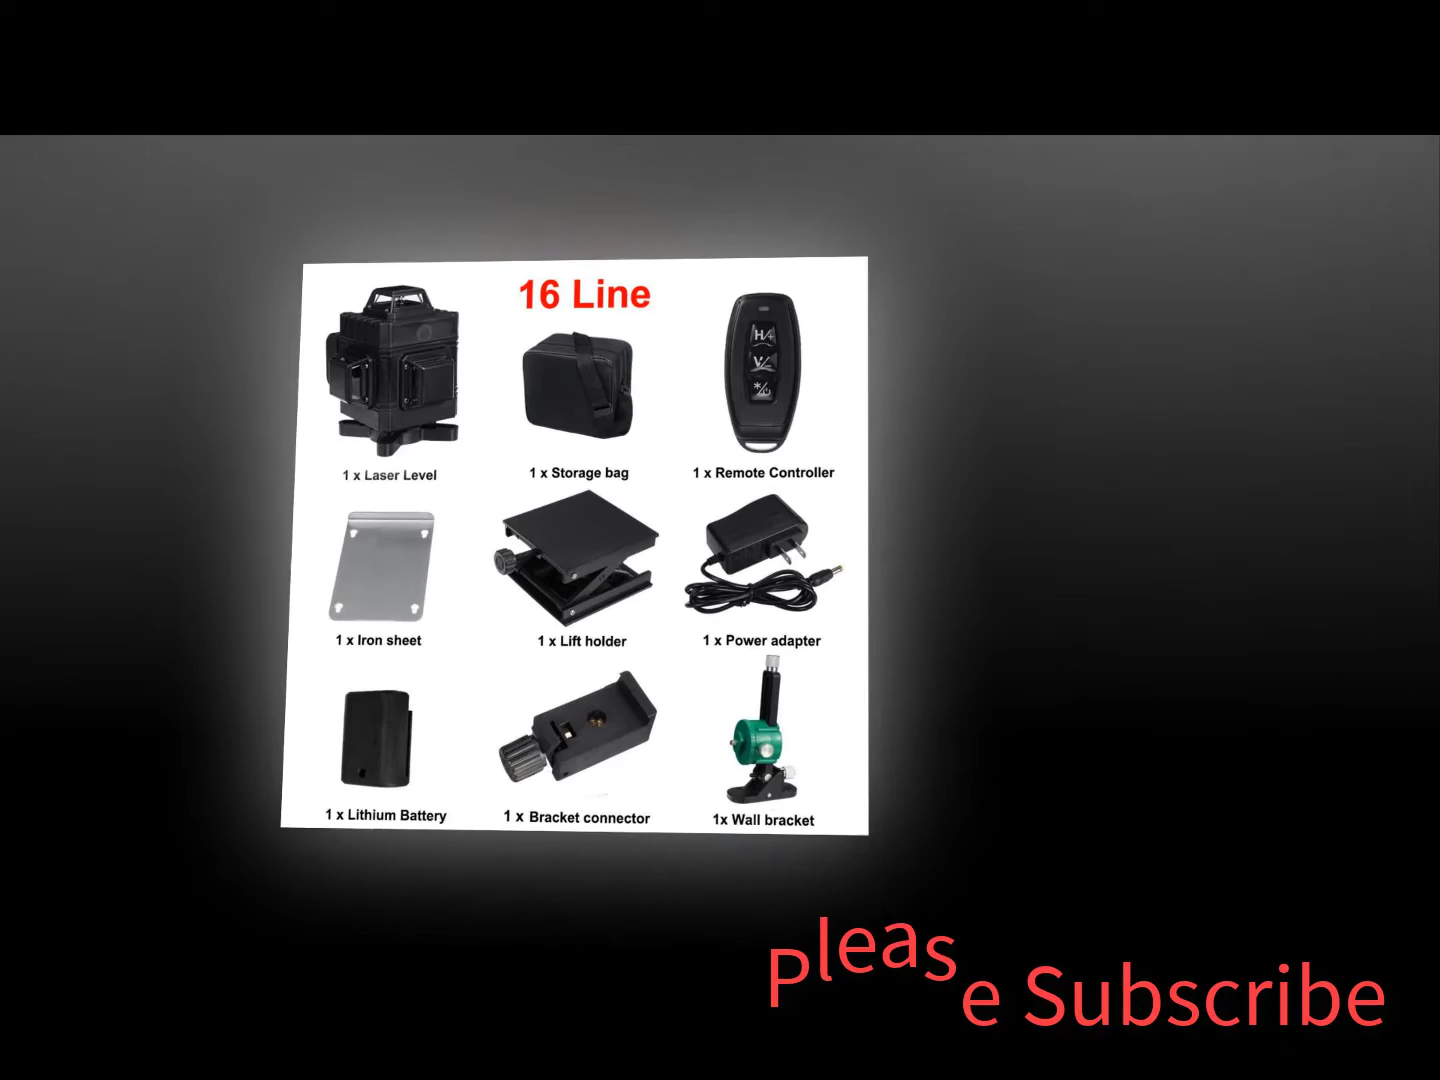 16 Line
H/+
V/-
1 x Laser Level
1 x Storage bag
1 x Remote Controller
1 x Iron sheet
1 x Lift holder
1 x Power adapter
1 x Lithium Battery
1 x Bracket connector
1x Wall bracket
Please Subscribe